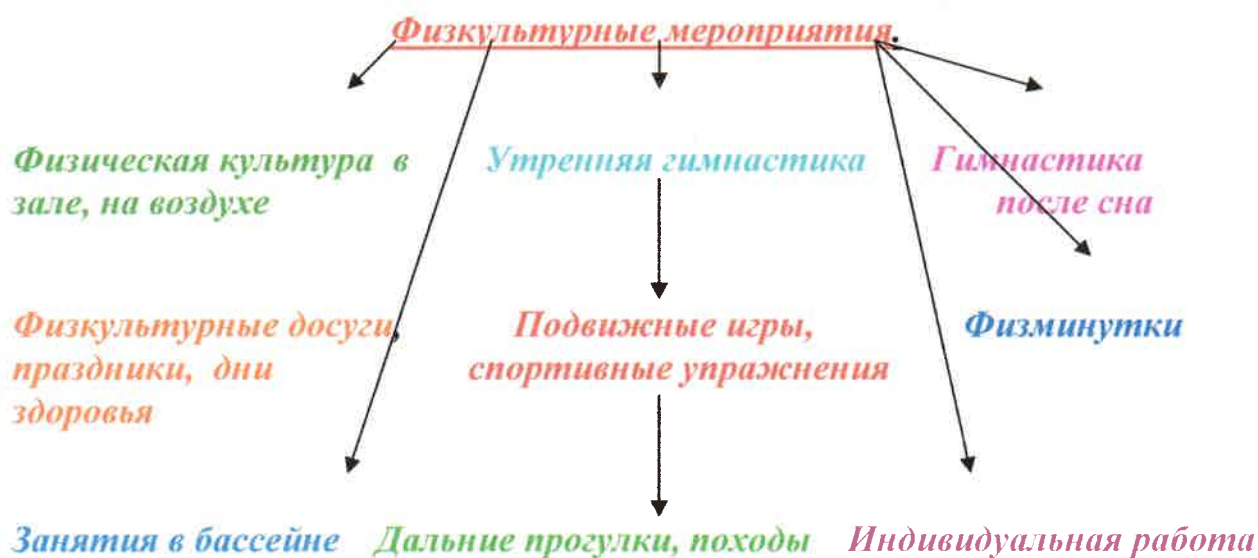 Физкультурные мероприятия.
Физическая культура в
зале, на воздухе
Утренняя гимнастика
Гимнастика
после сна
Физкультурные досуги,
праздники, дни
здоровья
Подвижные игры,
спортивные упражнения
Физминутки
Занятия в бассейне
Дальние прогулки, походы
Индивидуальная работа